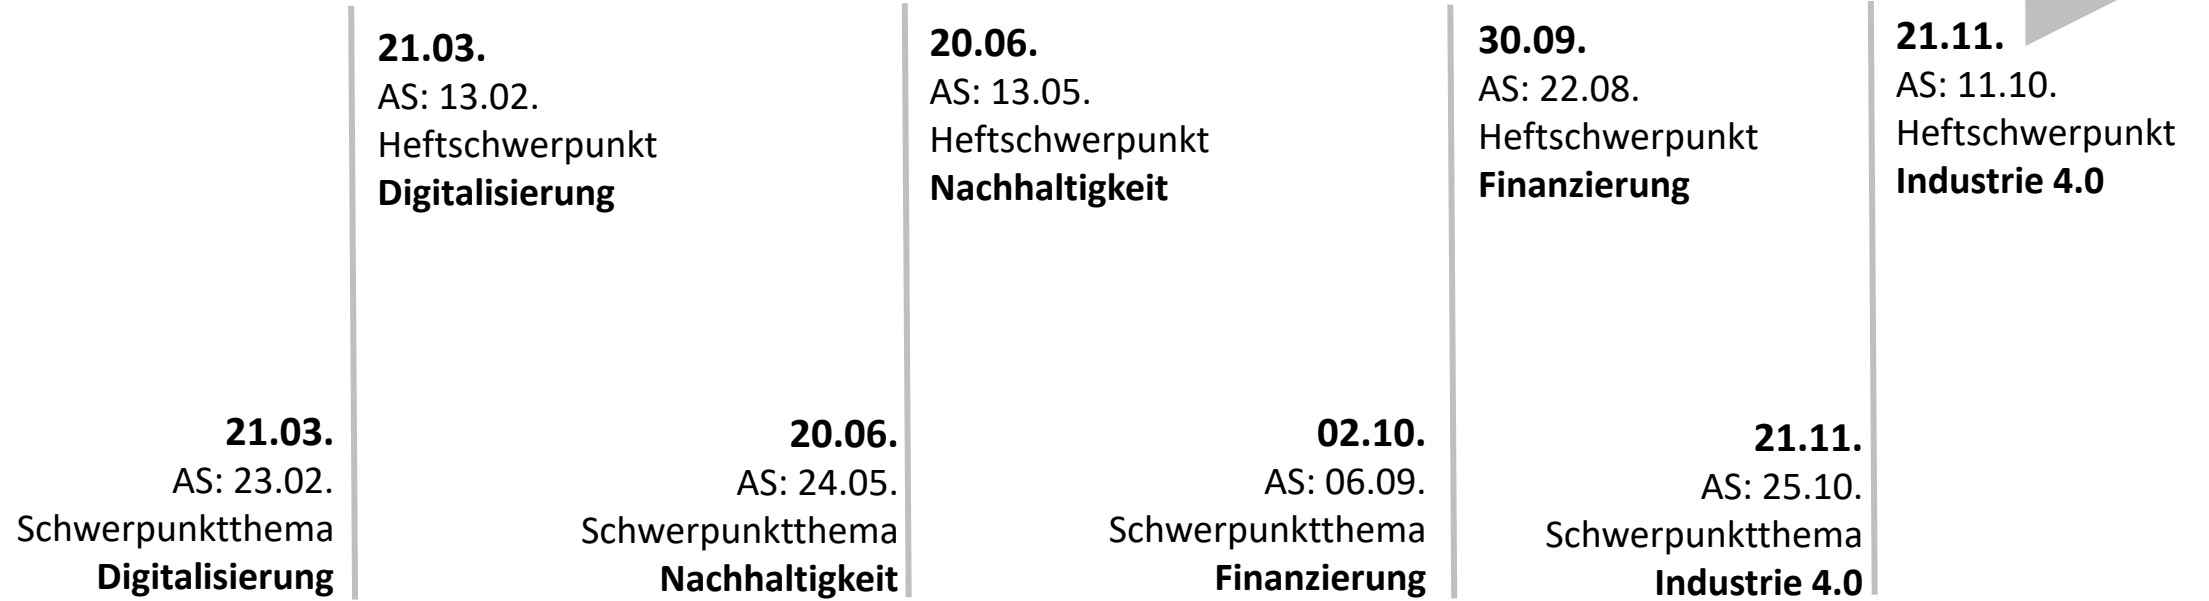 21.03.
AS: 13.02.
Heftschwerpunkt
Digitalisierung
20.06.
AS: 13.05.
Heftschwerpunkt
Nachhaltigkeit
30.09.
AS: 22.08.
Heftschwerpunkt
Finanzierung
21.11.
AS: 11.10.
Heftschwerpunkt
Industrie 4.0
21.03.
AS: 23.02.
Schwerpunktthema
Digitalisierung
20.06.
AS: 24.05.
Schwerpunktthema
Nachhaltigkeit
02.10.
AS: 06.09.
Schwerpunktthema
Finanzierung
21.11.
AS: 25.10.
Schwerpunktthema
Industrie 4.0